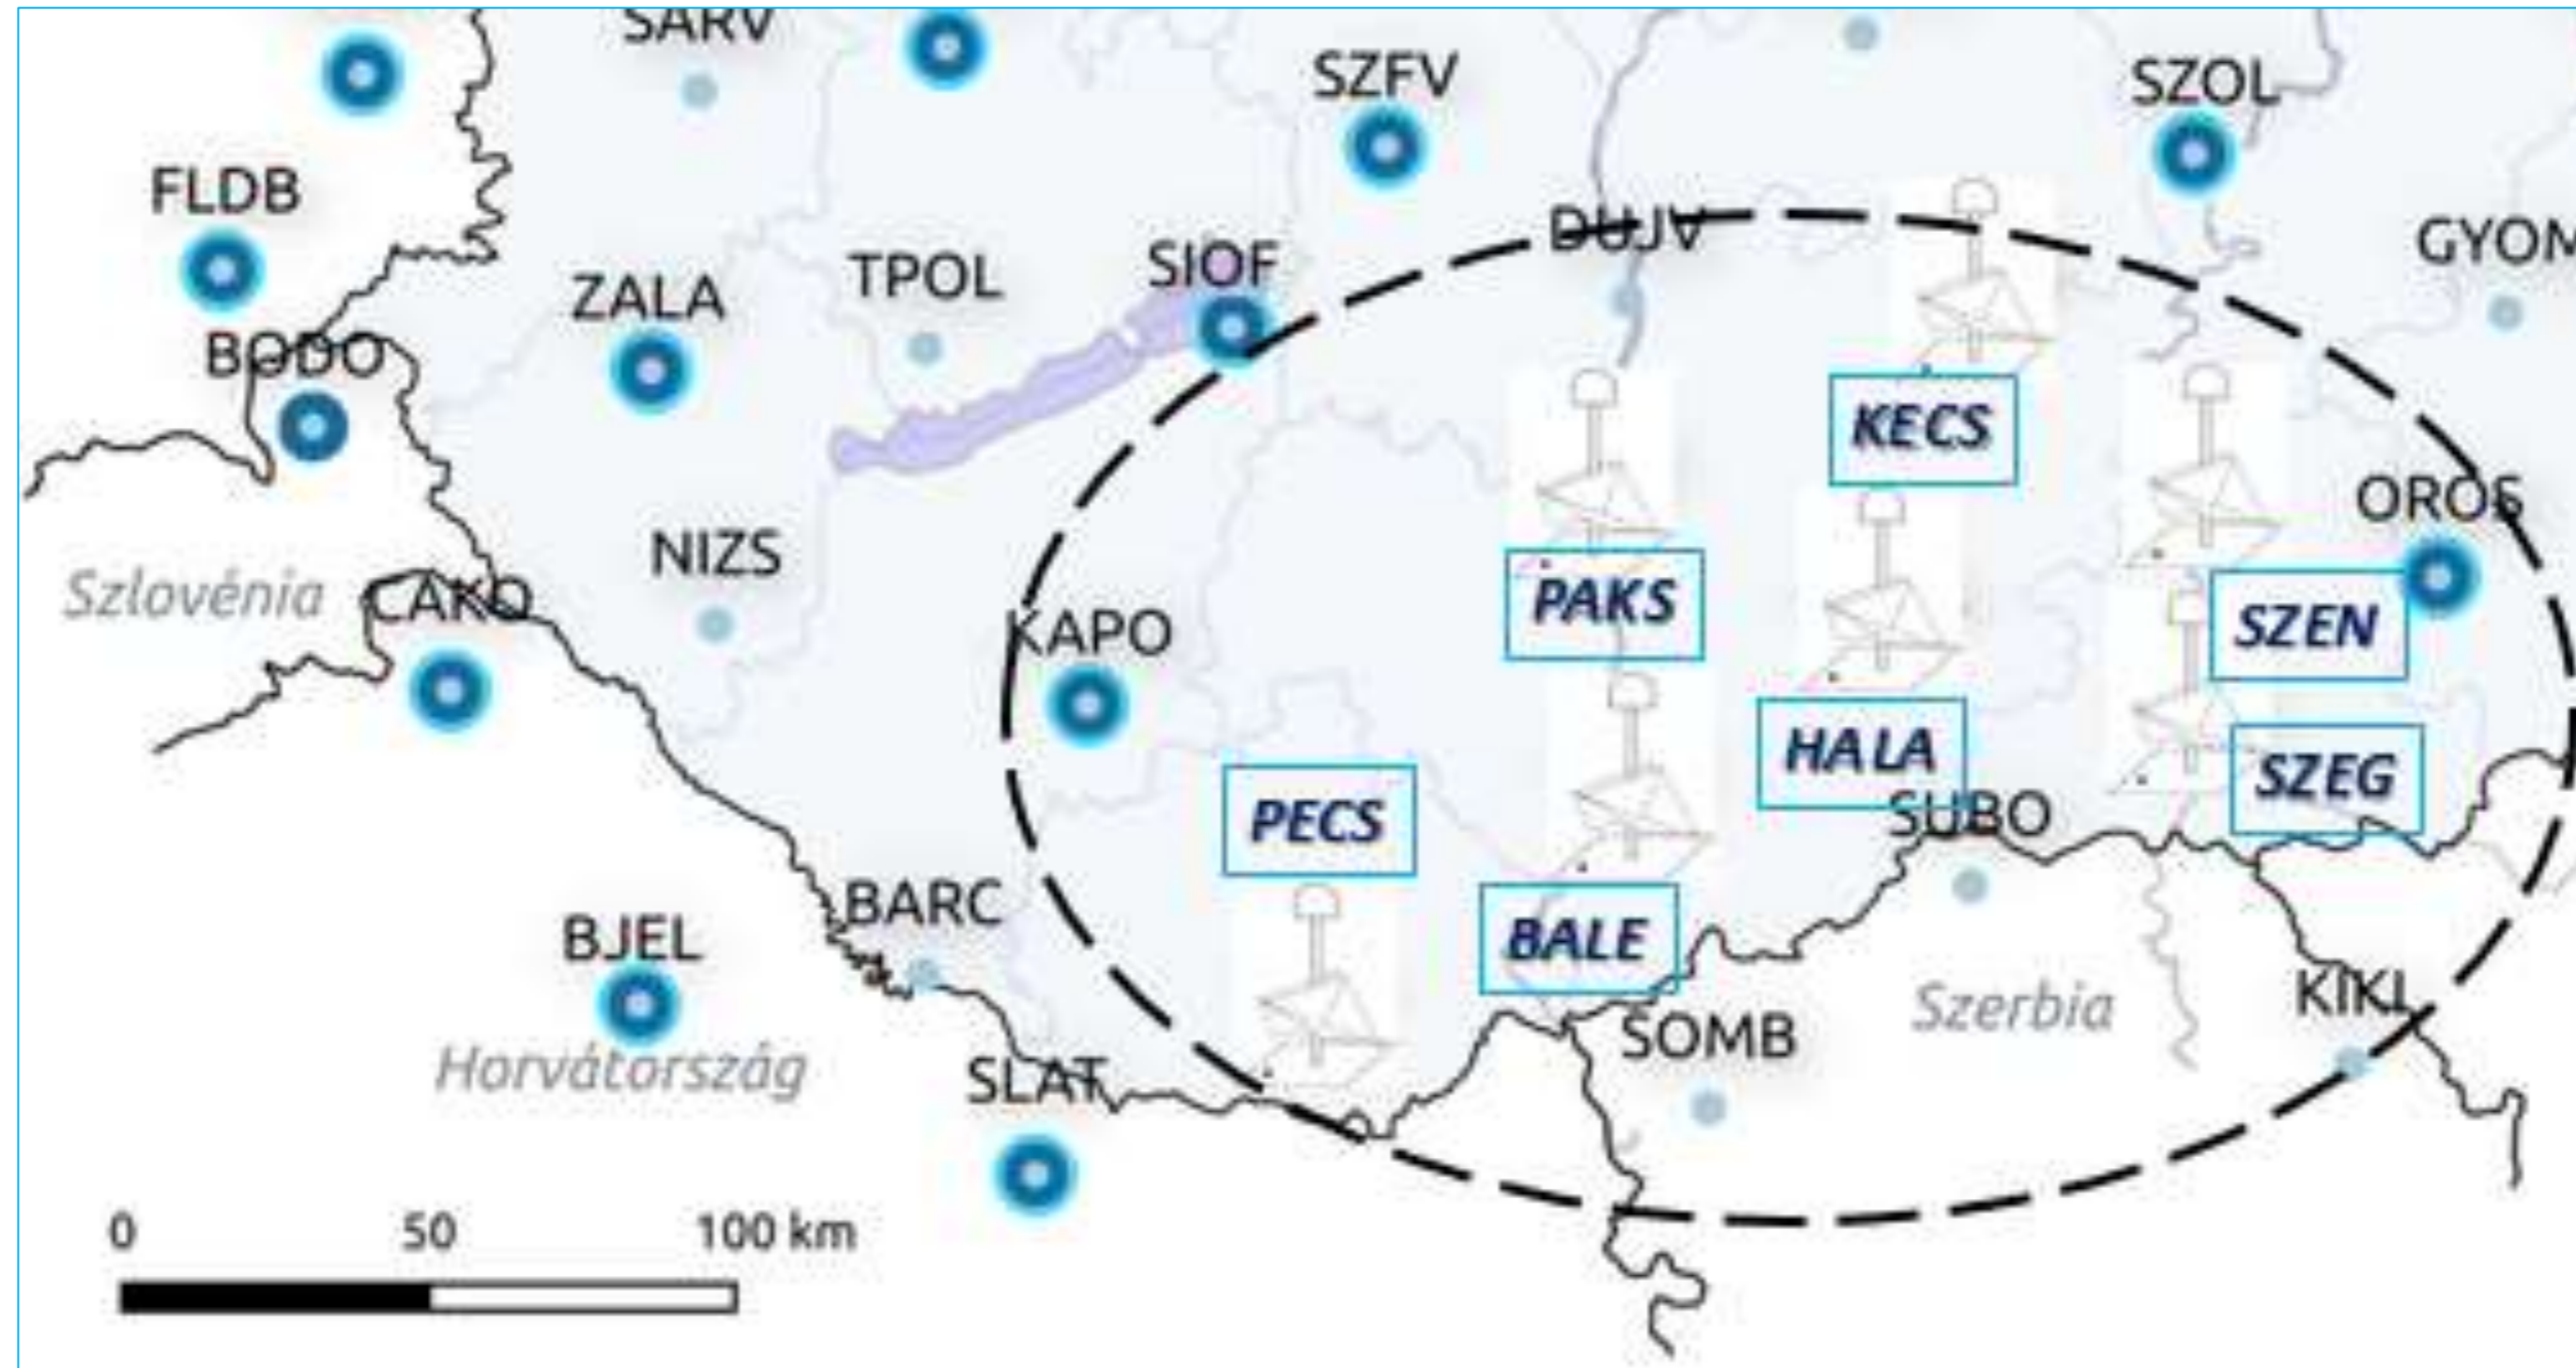 SARV
SZFV
SZOL
FLDB
DUJV
GYOM
ZALA
TPOL
SIOF
BODO
KECS
OROS
NIZS
Szlovénia
CAKO
PAKS
SZEN
KAPO
HALA
SZEG
PECS
SUBO
BARC
BJEL
BALE
KIKI
Szerbia
SOMB
Horvátország
SLAT
0 50 100 km